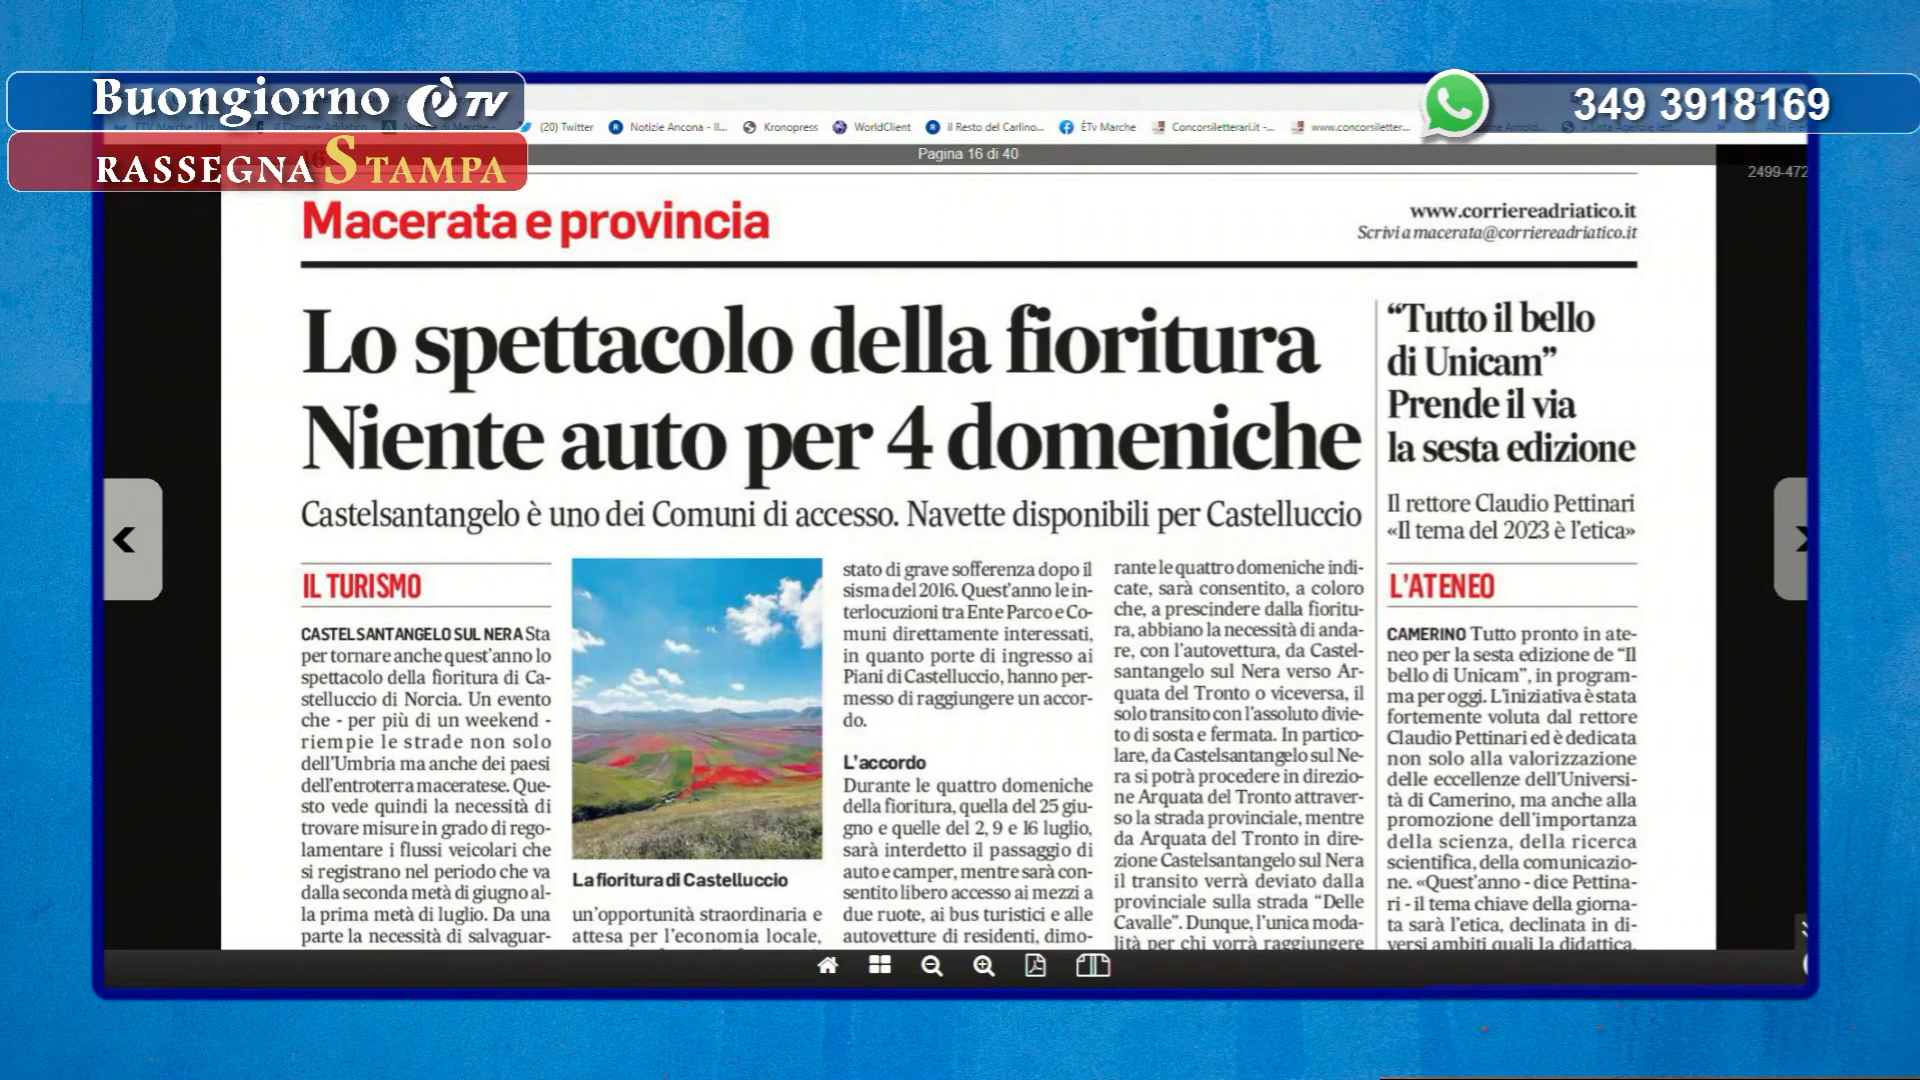 Buongiorno èTV
RASSEGNA STAMPA
349 3918169
(20) Twitter
Notizie Ancona - Il...
Kronopress
WorldClient
il Resto del Carlino...
ÈTv Marche
Concorsiletterari.it -...
www.concorsiletter...
Pagina 16 di 40
2499-472
Macerata e provincia
www.corriereadriatico.it
Scrivi a macerata@corriereadriatico.it
Lo spettacolo della fioritura
Niente auto per 4 domeniche
Castelsantangelo è uno dei Comuni di accesso. Navette disponibili per Castelluccio
IL TURISMO
CASTELSANTANGELO SUL NERA Sta
per tornare anche quest'anno lo
spettacolo della fioritura di Ca-
stelluccio di Norcia. Un evento
che - per più di un weekend -
riempie le strade non solo
dell'Umbria ma anche dei paesi
dell'entroterra maceratese. Que-
sto vede quindi la necessità di
trovare misure in grado di rego-
lamentare i flussi veicolari che
si registrano nel periodo che va
dalla seconda metà di giugno al-
la prima metà di luglio. Da una
parte la necessità di salvaguar-
La fioritura di Castelluccio
un'opportunità straordinaria e
attesa per l'economia locale,
stato di grave sofferenza dopo il
sisma del 2016. Quest'anno le in-
terlocuzioni tra Ente Parco e Co-
muni direttamente interessati,
in quanto porte di ingresso ai
Piani di Castelluccio, hanno per-
messo di raggiungere un accor-
do.
L'accordo
Durante le quattro domeniche
della fioritura, quella del 25 giu-
gno e quelle del 2, 9 e 16 luglio,
sarà interdetto il passaggio di
auto e camper, mentre sarà con-
sentito libero accesso ai mezzi a
due ruote, ai bus turistici e alle
autovetture di residenti, dimo-
rante le quattro domeniche indi-
cate, sarà consentito, a coloro
che, a prescindere dalla fioritu-
ra, abbiano la necessità di anda-
re, con l'autovettura, da Castel-
santangelo sul Nera verso Ar-
quata del Tronto o viceversa, il
solo transito con l'assoluto divie-
to di sosta e fermata. In partico-
lare, da Castelsantangelo sul Ne-
ra si potrà procedere in direzio-
ne Arquata del Tronto attraver-
so la strada provinciale, mentre
da Arquata del Tronto in dire-
zione Castelsantangelo sul Nera
il transito verrà deviato dalla
provinciale sulla strada "Delle
Cavalle". Dunque, l'unica moda-
lità per chi vorrà raggiungere
“Tutto il bello
di Unicam”
Prende il via
la sesta edizione
Il rettore Claudio Pettinari
«Il tema del 2023 è l'etica»
L'ATENEO
CAMERINO Tutto pronto in ate-
neo per la sesta edizione de “Il
bello di Unicam”, in program-
ma per oggi. L'iniziativa è stata
fortemente voluta dal rettore
Claudio Pettinari ed è dedicata
non solo alla valorizzazione
delle eccellenze dell'Universi-
tà di Camerino, ma anche alla
promozione dell'importanza
della scienza, della ricerca
scientifica, della comunicazio-
ne. «Quest'anno - dice Pettina-
ri - il tema chiave della giorna-
ta sarà l'etica, declinata in di-
versi ambiti quali la didattica,